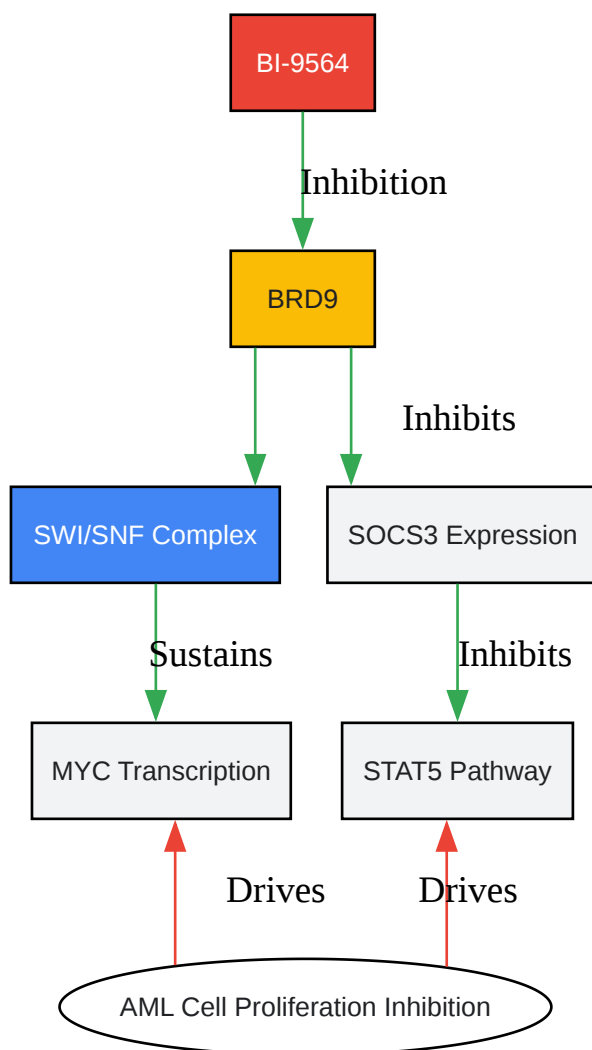 BI-9564
Inhibition
BRD9
Inhibits
SWI/SNF Complex
SOCS3 Expression
Sustains
Inhibits
MYC Transcription
STAT5 Pathway
Drives
Drives
AML Cell Proliferation Inhibition